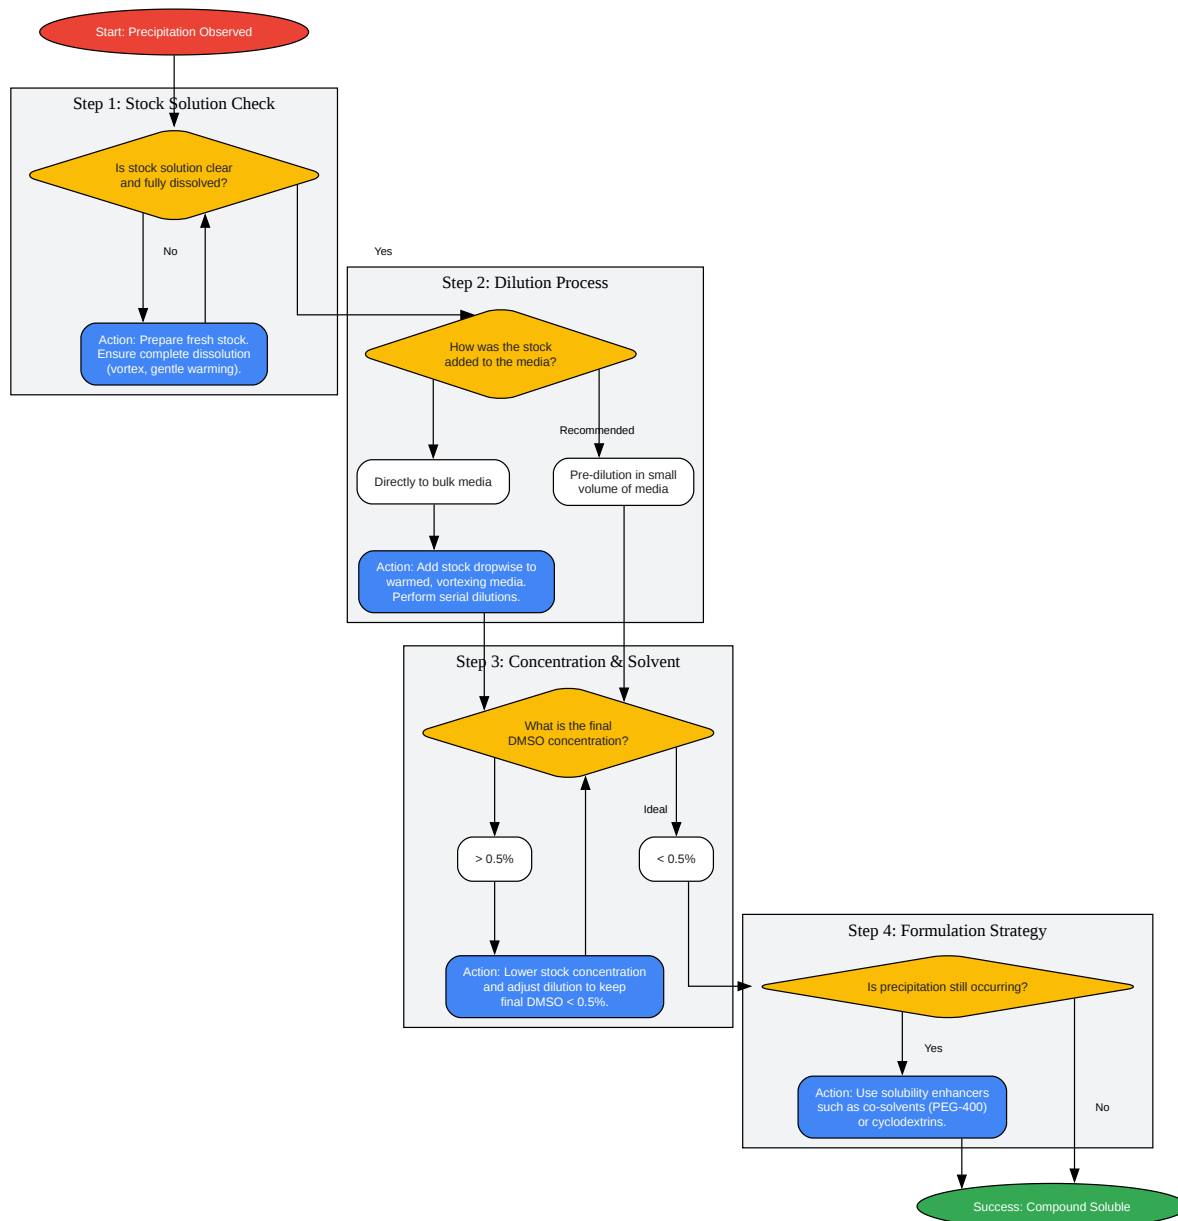 Start: Precipitation Observed
Step 1: Stock Solution Check
Is stock solution clear
and fully dissolved?
No
Yes
Action: Prepare fresh stock.
Ensure complete dissolution
(vortex, gentle warming).
Step 2: Dilution Process
How was the stock
added to the media?
Recommended
Directly to bulk media
Pre-dilution in small
volume of media
Action: Add stock dropwise to
warmed, vortexing media.
Perform serial dilutions.
Step 3: Concentration & Solvent
What is the final
DMSO concentration?
Ideal
> 0.5%
< 0.5%
Action: Lower stock concentration
and adjust dilution to keep
final DMSO < 0.5%.
Step 4: Formulation Strategy
Is precipitation still occurring?
Yes
Action: Use solubility enhancers
such as co-solvents (PEG-400)
or cyclodextrins.
No
Success: Compound Soluble